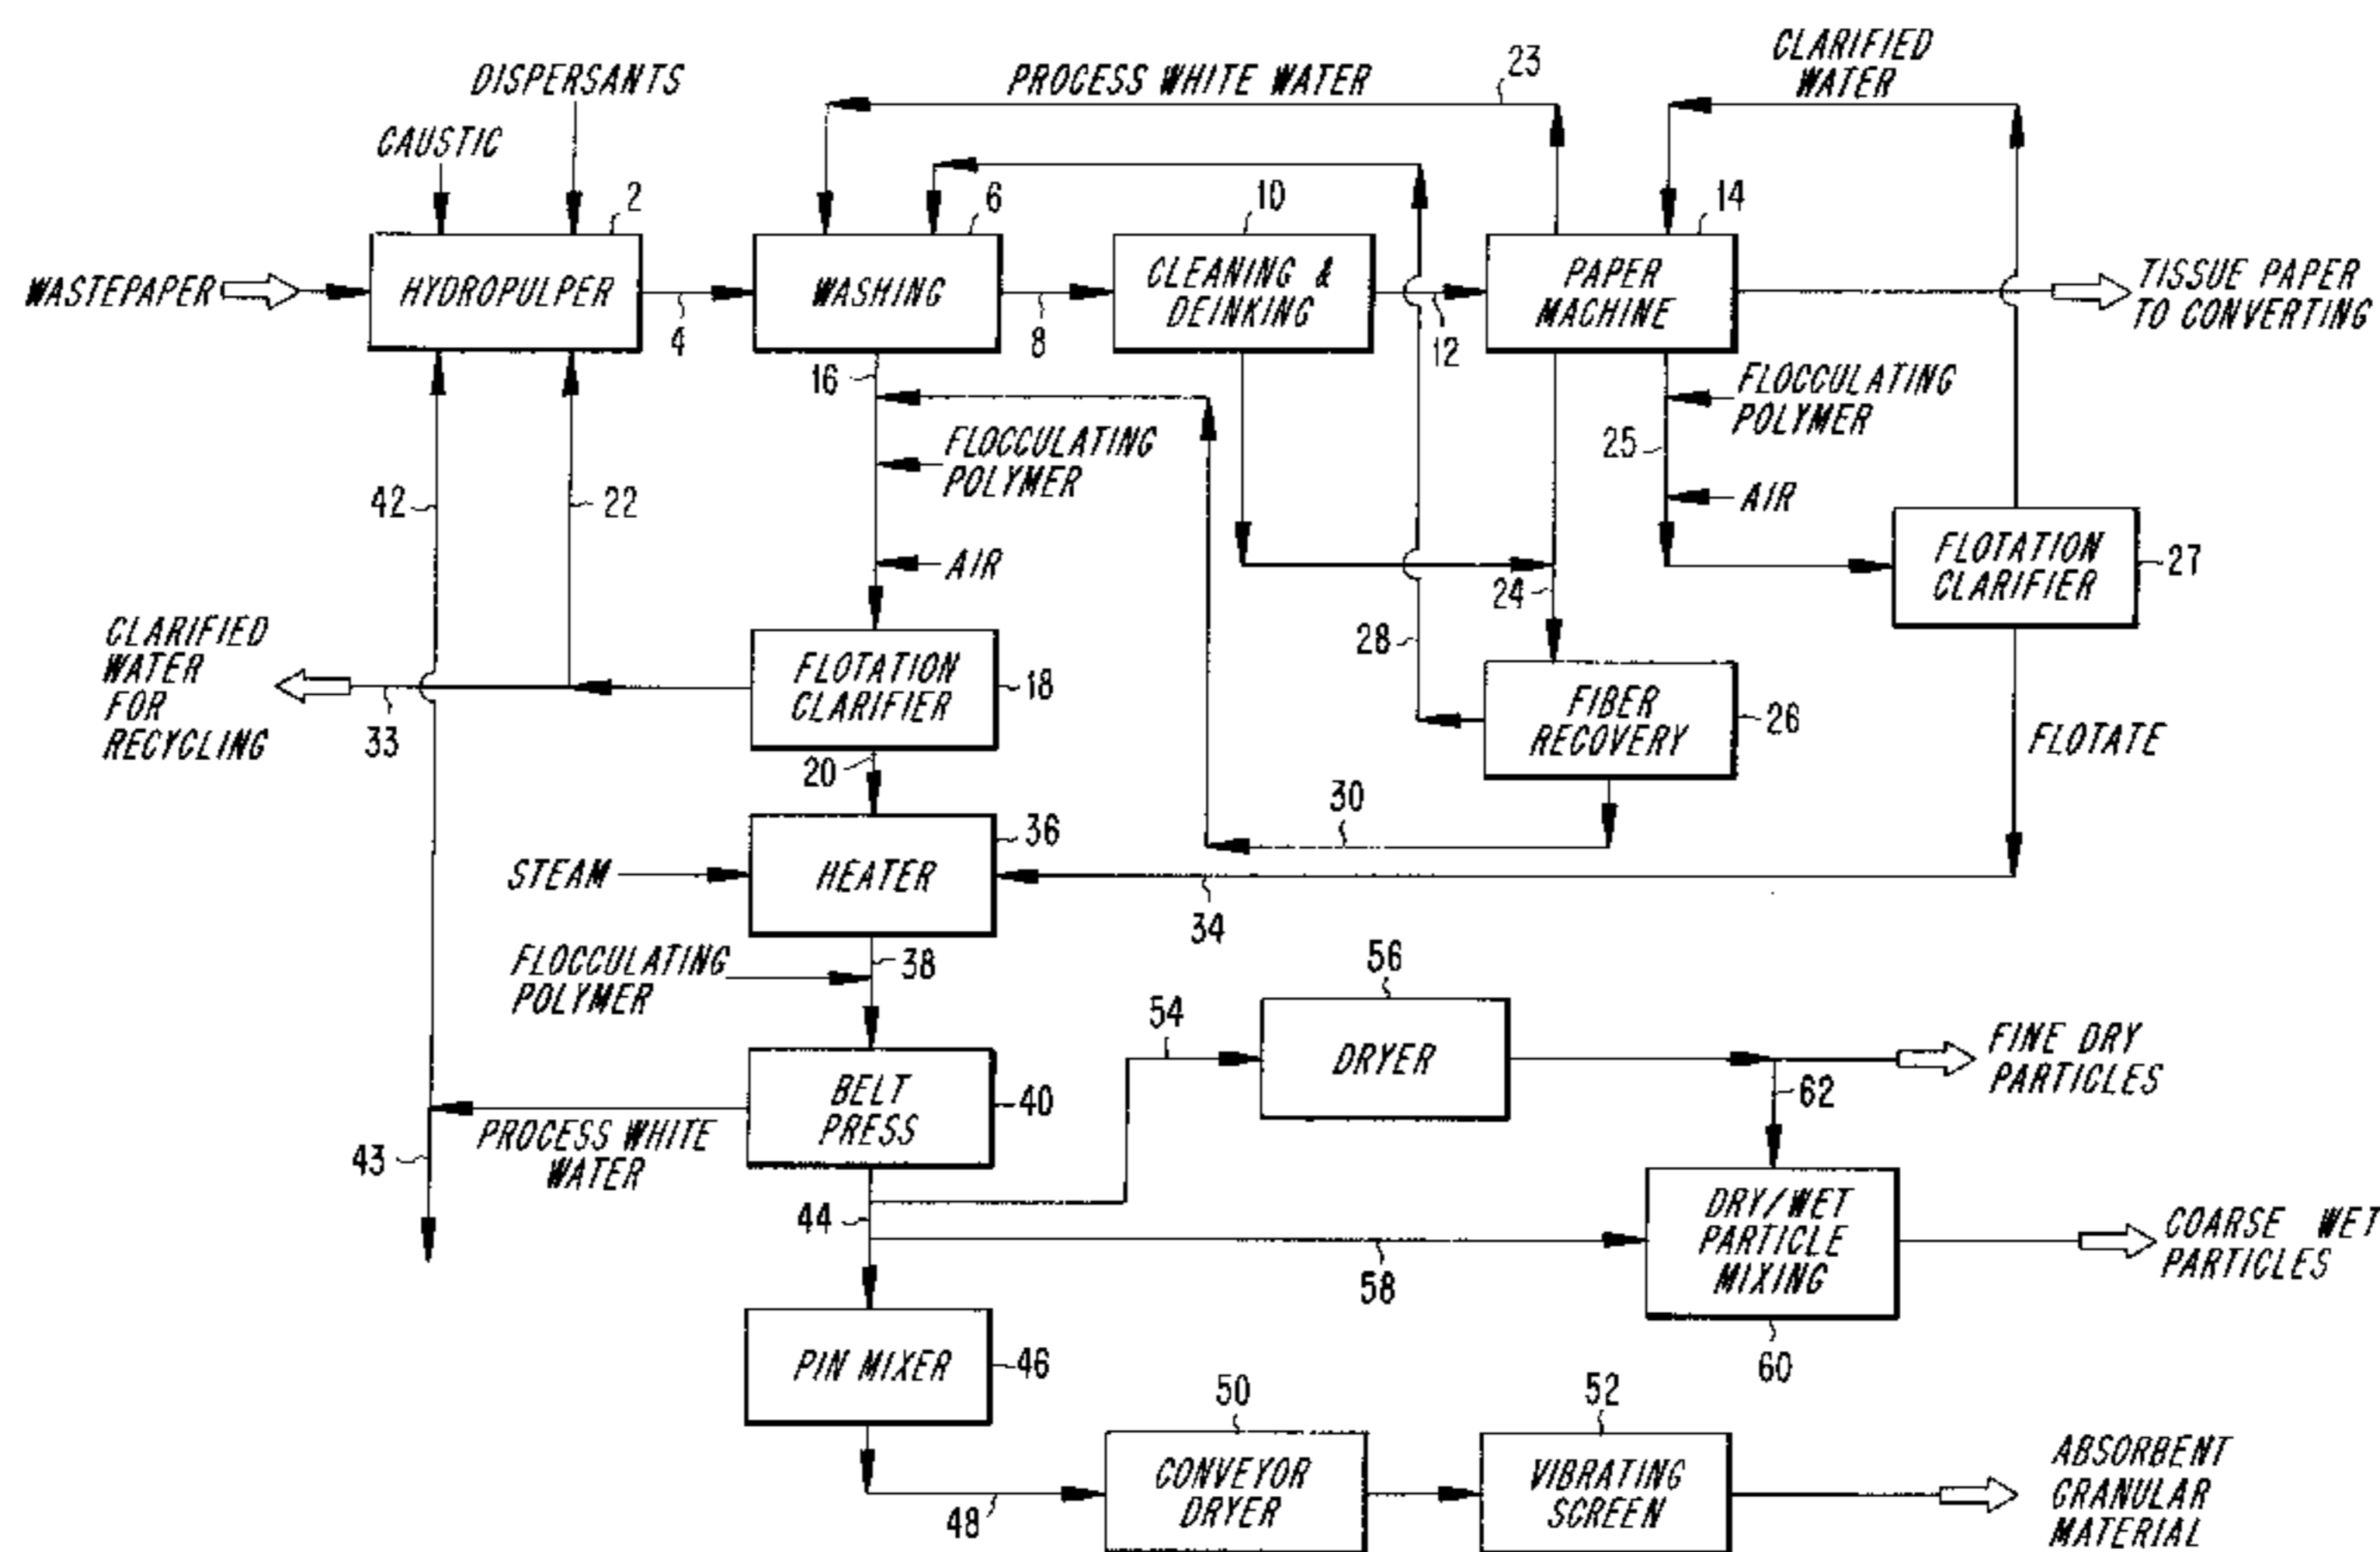 DISPERSANTS
CAUSTIC
PROCESS WHITE WATER
23
CLARIFIED
WATER
2
6
10
14
WASTEPAPER
HYDROPULPER
WASHING
CLEANING &
DEINKING
PAPER
MACHINE
TISSUE PAPER
TO CONVERTING
4
8
12
16
FLOCCULATING
POLYMER
FLOCCULATING
POLYMER
25
AIR
42
22
AIR
FLOTATION
CLARIFIER
27
24
CLARIFIED
WATER
FOR
RECYCLING
33
FLOTATION
CLARIFIER
18
28
FIBER
RECOVERY
26
FLOTATE
20
30
36
STEAM
HEATER
34
FLOCCULATING
POLYMER
38
56
54
DRYER
FINE DRY
PARTICLES
62
BELT
PRESS
40
PROCESS WHITE
WATER
43
44
58
DRY/WET
PARTICLE
MIXING
COARSE WET
PARTICLES
60
PIN MIXER
46
50
52
48
CONVEYOR
DRYER
VIBRATING
SCREEN
ABSORBENT
GRANULAR
MATERIAL